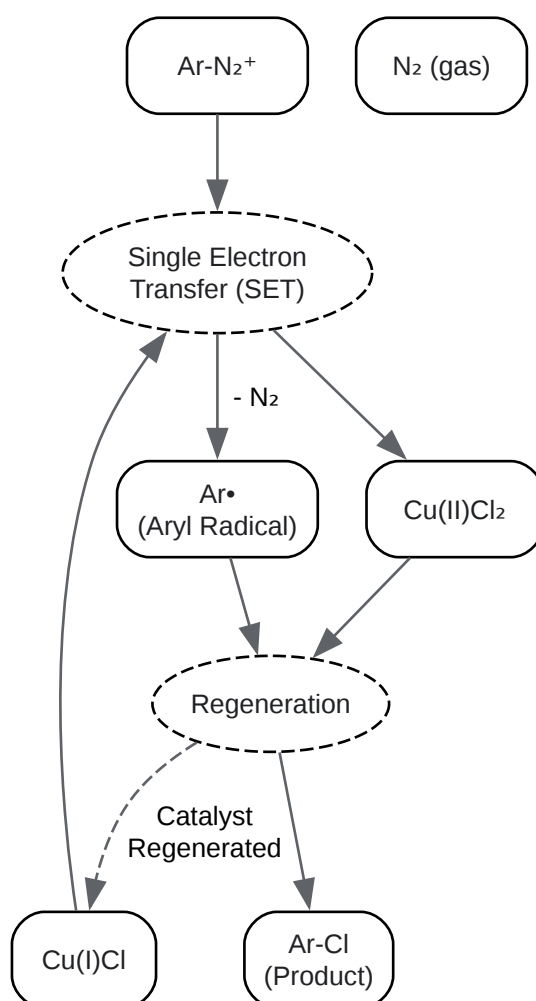 Ar-N₂⁺
N₂ (gas)
Single Electron
Transfer (SET)
- N₂
Ar•
(Aryl Radical)
Cu(II)Cl₂
Regeneration
Catalyst
Regenerated
Cu(I)Cl
Ar-Cl
(Product)